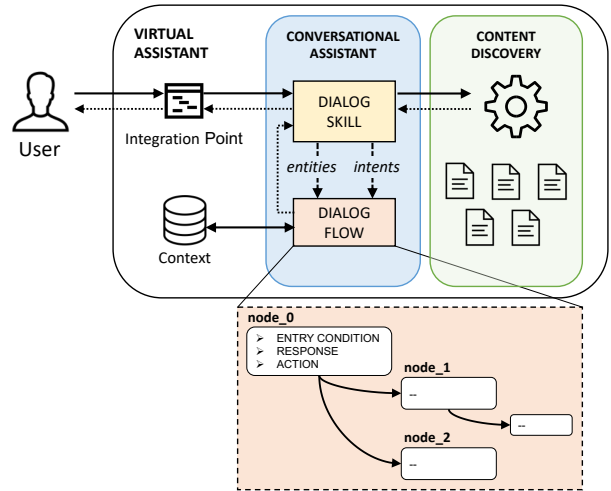 VIRTUAL
ASSISTANT
CONVERSATIONAL
ASSISTANT
CONTENT
DISCOVERY
User
Integration Point
DIALOG
SKILL
entities
intents
DIALOG
FLOW
Context
node_0
➢ ENTRY CONDITION
➢ RESPONSE
➢ ACTION
node_1
--
--
node_2
--